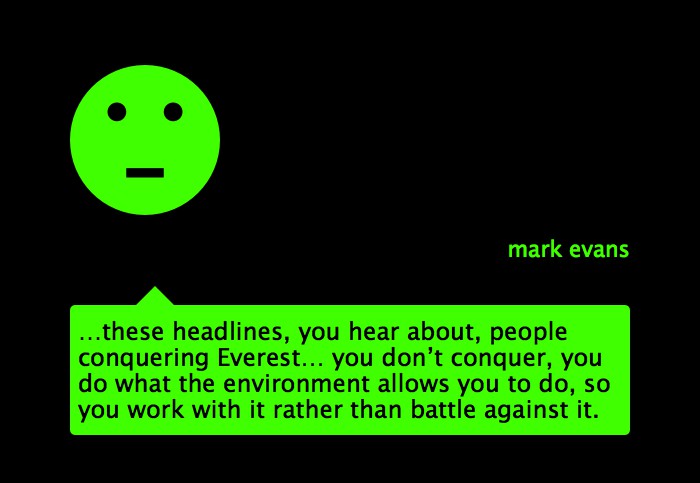 mark evans
…these headlines, you hear about, people
conquering Everest… you don’t conquer, you
do what the environment allows you to do, so
you work with it rather than battle against it.